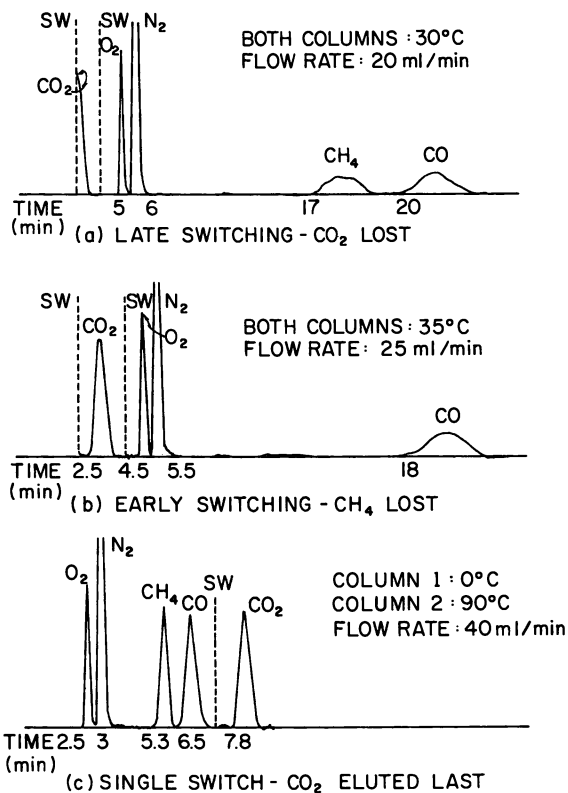 SW SW N₂
O₂
CO₂
BOTH COLUMNS : 30°C
FLOW RATE: 20 ml/min
CH₄ CO
TIME (min) 5 6 17 20
(a) LATE SWITCHING - CO₂ LOST
SW SW N₂
CO₂ O₂
BOTH COLUMNS : 35°C
FLOW RATE: 25 ml/min
CO
TIME (min) 2.5 4.5 5.5 18
(b) EARLY SWITCHING - CH₄ LOST
N₂
O₂
CH₄ CO SW CO₂
COLUMN 1 : 0°C
COLUMN 2 : 90°C
FLOW RATE : 40 ml/min
TIME (min) 2.5 3 5.3 6.5 7.8
(c) SINGLE SWITCH - CO₂ ELUTED LAST